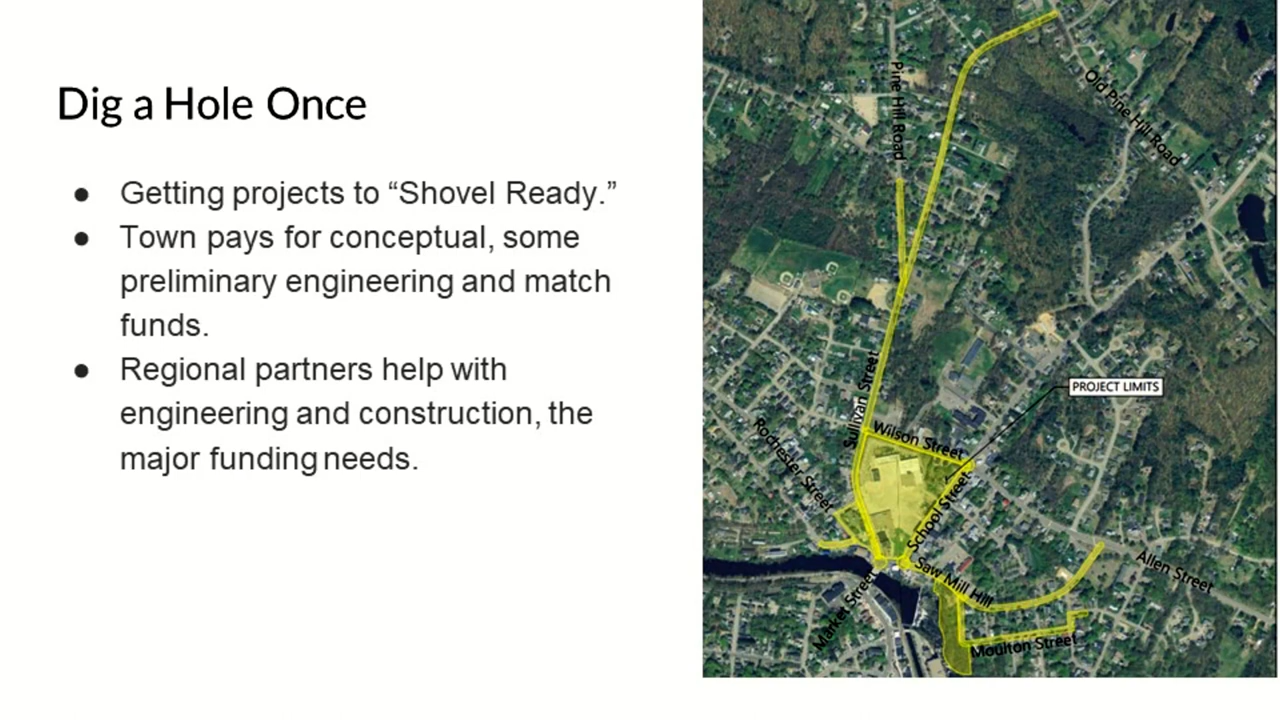 Dig a Hole Once
● Getting projects to “Shovel Ready.”
● Town pays for conceptual, some
preliminary engineering and match
funds.
● Regional partners help with
engineering and construction, the
major funding needs.
Pine Hill Road
Old Pine Hill Road
Sullivan Street
PROJECT LIMITS
Wilson Street
Rochester Street
School Street
Saw Mill Hill
Allen Street
Market Street
Moulton Street